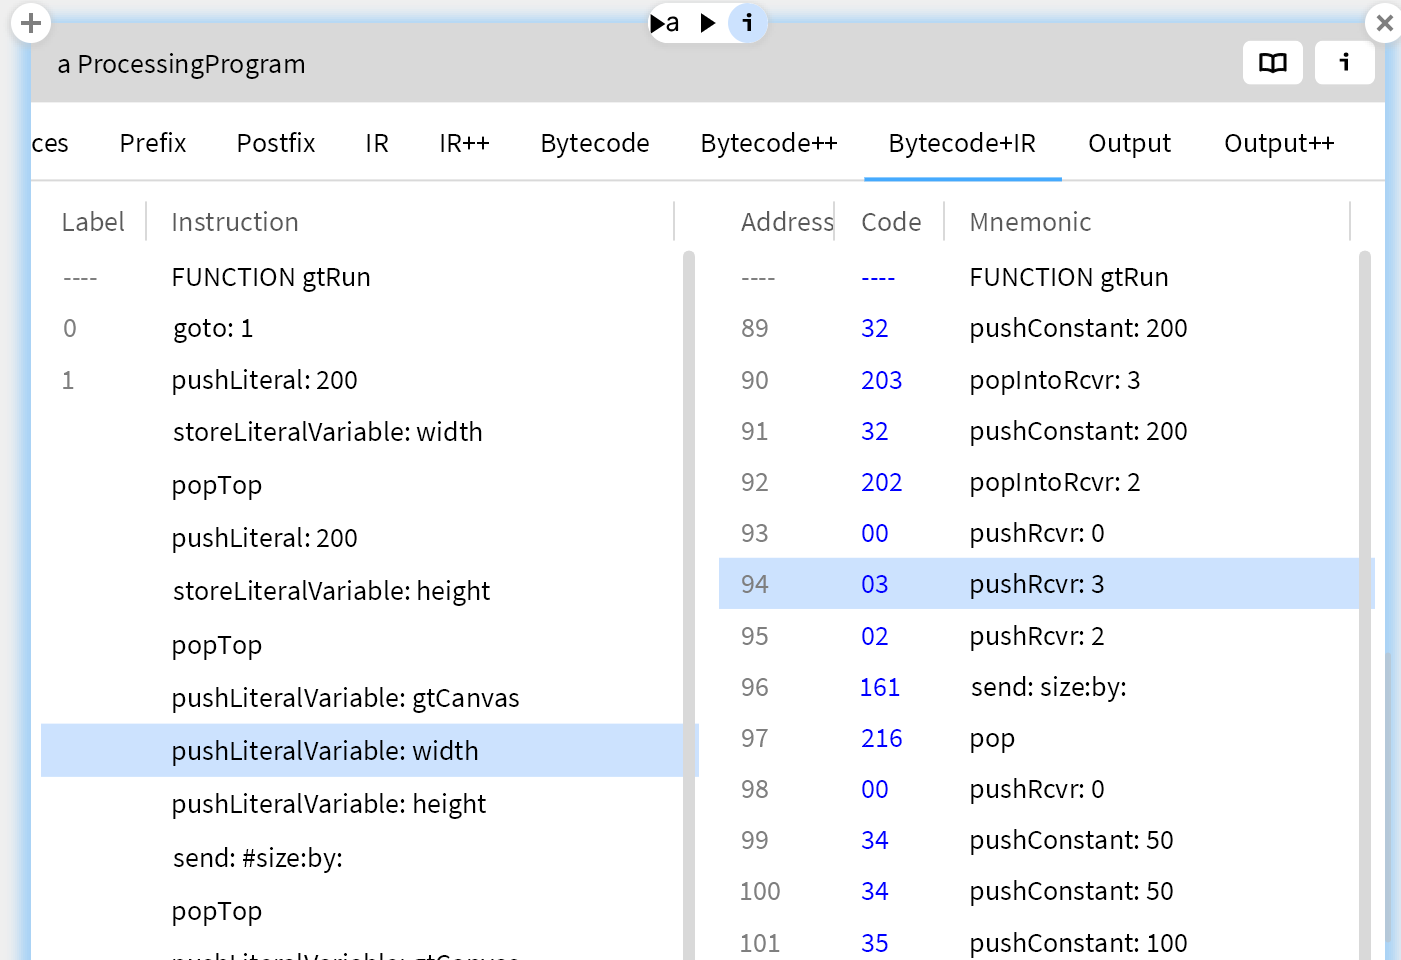 ▶a ▶ i
a ProcessingProgram i
ces Prefix Postfix IR IR++ Bytecode Bytecode++ Bytecode+IR Output Output++
Label Instruction
---- FUNCTION gtRun
0 goto: 1
1 pushLiteral: 200
storeLiteralVariable: width
popTop
pushLiteral: 200
storeLiteralVariable: height
popTop
pushLiteralVariable: gtCanvas
pushLiteralVariable: width
pushLiteralVariable: height
send: #size:by:
popTop
pushLiteralVariable: gtCanvas
Address Code Mnemonic
---- ---- FUNCTION gtRun
89 32 pushConstant: 200
90 203 popIntoRcvr: 3
91 32 pushConstant: 200
92 202 popIntoRcvr: 2
93 00 pushRcvr: 0
94 03 pushRcvr: 3
95 02 pushRcvr: 2
96 161 send: size:by:
97 216 pop
98 00 pushRcvr: 0
99 34 pushConstant: 50
100 34 pushConstant: 50
101 35 pushConstant: 100